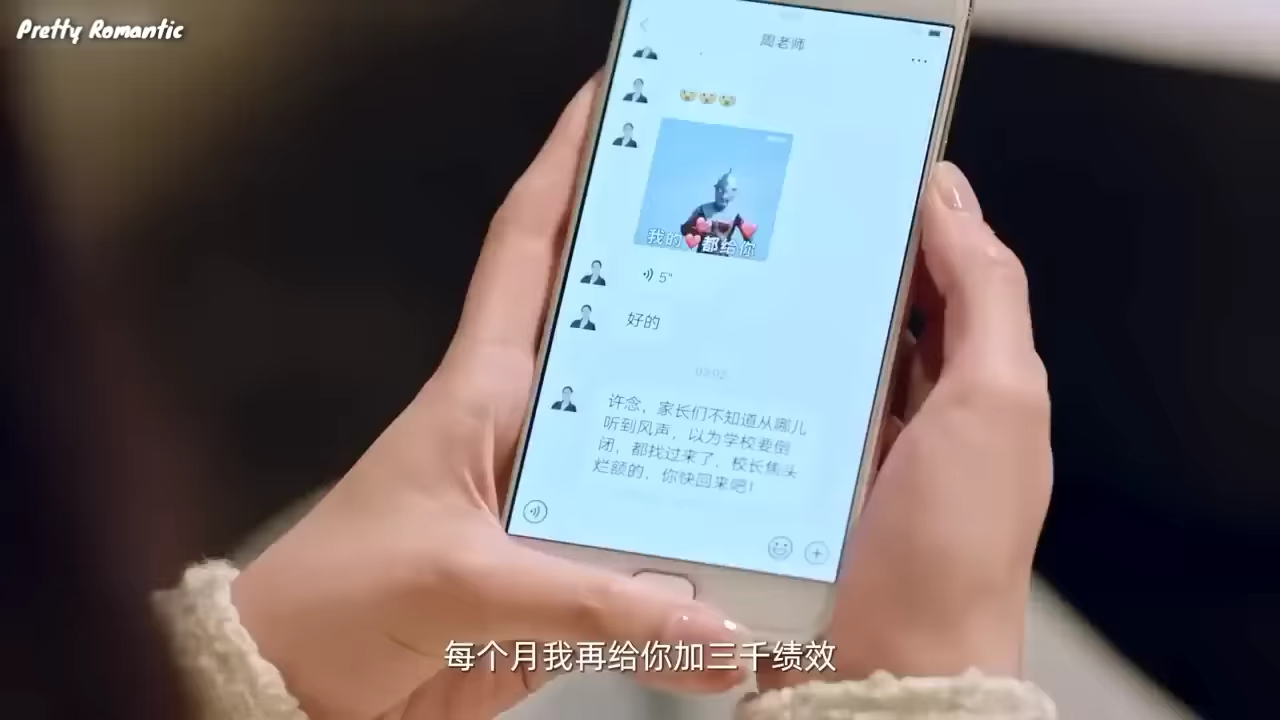 Pretty Romantic
周老师
我的❤都给你
5"
好的
03:02
许念，家长们不知道从哪儿
听到风声，以为学校要倒
闭，都找过来了，校长焦头
烂额的，你快回来吧！
每个月我再给你加三千绩效